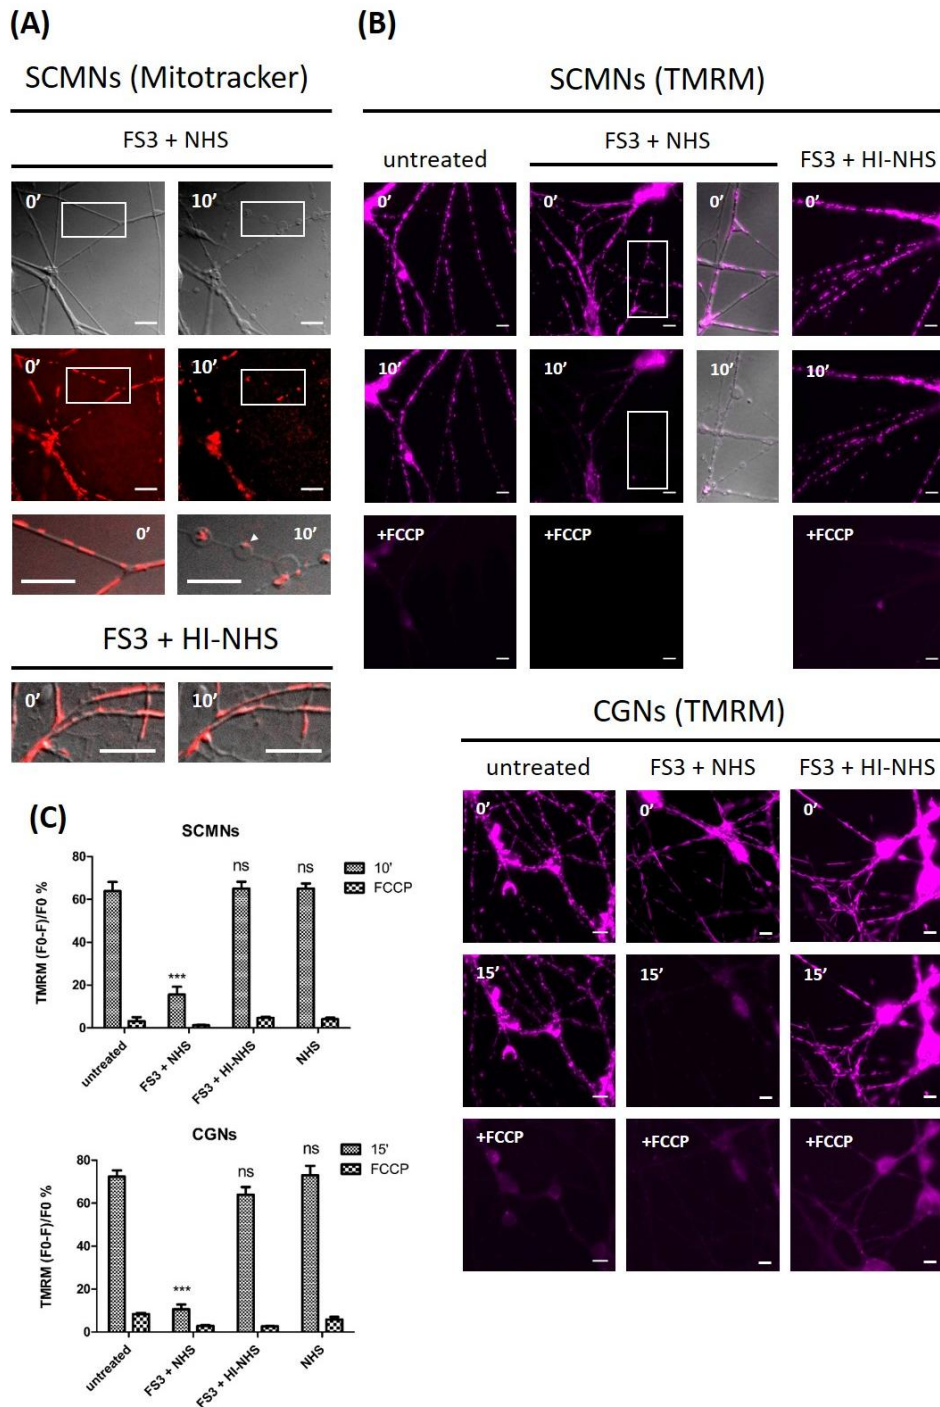 (A)
SCMNs (Mitotracker)
FS3 + NHS
0’ 10’
0’ 10’
0’ 10’
FS3 + HI-NHS
0’ 10’
(B)
SCMNs (TMRM)
untreated FS3 + NHS FS3 + HI-NHS
0’ 0’ 0’ 0’
10’ 10’ 10’ 10’
+FCCP +FCCP +FCCP
CGNs (TMRM)
untreated FS3 + NHS FS3 + HI-NHS
0’ 0’ 0’
15’ 15’ 15’
+FCCP +FCCP +FCCP
(C)
SCMNs
TMRM (F0-F)/F0 %
80
60
40
20
0
*** ns ns
10’
FCCP
untreated
FS3 + NHS
FS3 + HI-NHS
NHS
CGNs
TMRM (F0-F)/F0 %
80
60
40
20
0
*** ns ns
15’
FCCP
untreated
FS3 + NHS
FS3 + HI-NHS
NHS